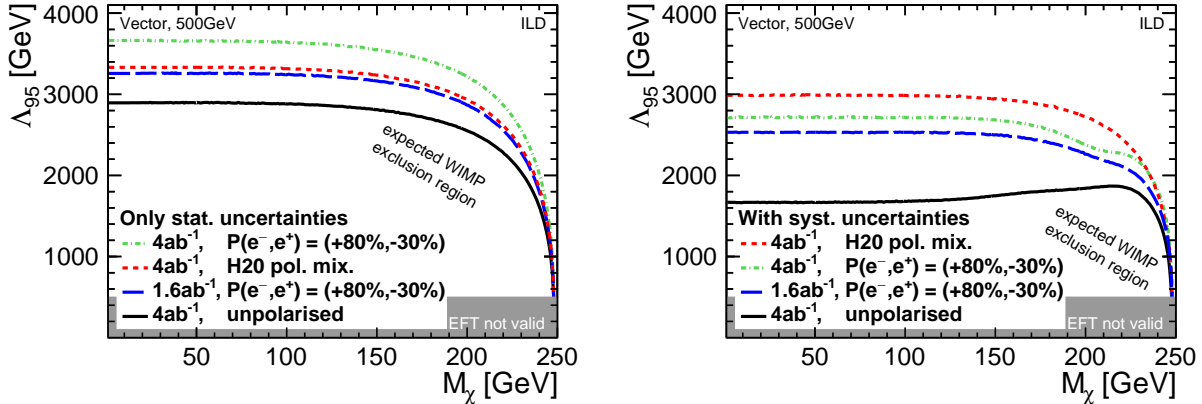 Vector, 500GeV
ILD
Λ₉₅ [GeV]
4000
3000
2000
1000
expected WIMP
exclusion region
Only stat. uncertainties
4ab⁻¹, P(e⁻,e⁺) = (+80%,-30%)
4ab⁻¹, H20 pol. mix.
1.6ab⁻¹, P(e⁻,e⁺) = (+80%,-30%)
4ab⁻¹, unpolarised
EFT not valid
50 100 150 200 250
Mχ [GeV]
Vector, 500GeV
ILD
Λ₉₅ [GeV]
4000
3000
2000
1000
With syst. uncertainties
expected WIMP
exclusion region
4ab⁻¹, H20 pol. mix.
4ab⁻¹, P(e⁻,e⁺) = (+80%,-30%)
1.6ab⁻¹, P(e⁻,e⁺) = (+80%,-30%)
4ab⁻¹, unpolarised
EFT not valid
50 100 150 200 250
Mχ [GeV]